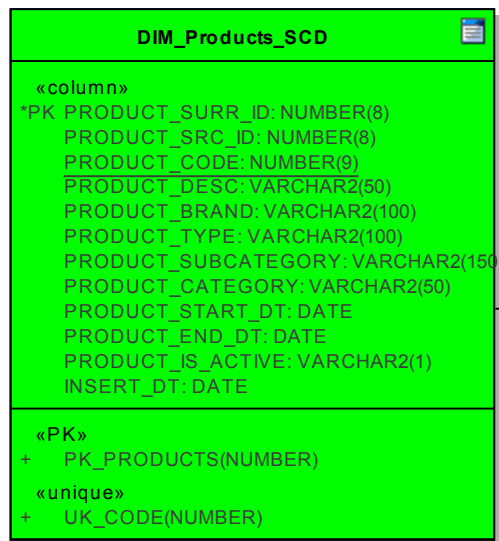 DIM_Products_SCD
«column»
*PK PRODUCT_SURR_ID: NUMBER(8)
PRODUCT_SRC_ID: NUMBER(8)
PRODUCT_CODE: NUMBER(9)
PRODUCT_DESC: VARCHAR2(50)
PRODUCT_BRAND: VARCHAR2(100)
PRODUCT_TYPE: VARCHAR2(100)
PRODUCT_SUBCATEGORY: VARCHAR2(150
PRODUCT_CATEGORY: VARCHAR2(50)
PRODUCT_START_DT: DATE
PRODUCT_END_DT: DATE
PRODUCT_IS_ACTIVE: VARCHAR2(1)
INSERT_DT: DATE
«PK»
+ PK_PRODUCTS(NUMBER)
«unique»
+ UK_CODE(NUMBER)